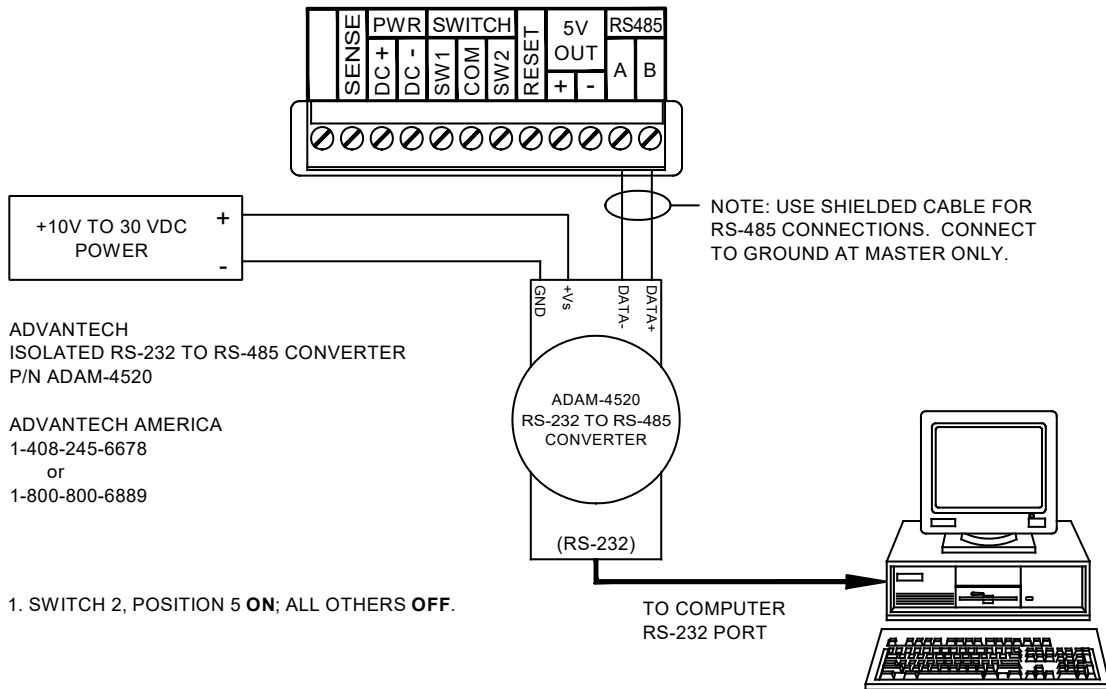 SENSE
PWR
DC +
DC -
SWITCH
SW1
COM
SW2
RESET
5V
OUT
+
-
RS485
A
B
+10V TO 30 VDC
POWER
+
-
NOTE: USE SHIELDED CABLE FOR
RS-485 CONNECTIONS.  CONNECT
TO GROUND AT MASTER ONLY.
GND
+Vs
DATA-
DATA+
ADVANTECH
ISOLATED RS-232 TO RS-485 CONVERTER
P/N ADAM-4520
ADVANTECH AMERICA
1-408-245-6678
or
1-800-800-6889
ADAM-4520
RS-232 TO RS-485
CONVERTER
(RS-232)
1. SWITCH 2, POSITION 5 ON; ALL OTHERS OFF.
TO COMPUTER
RS-232 PORT